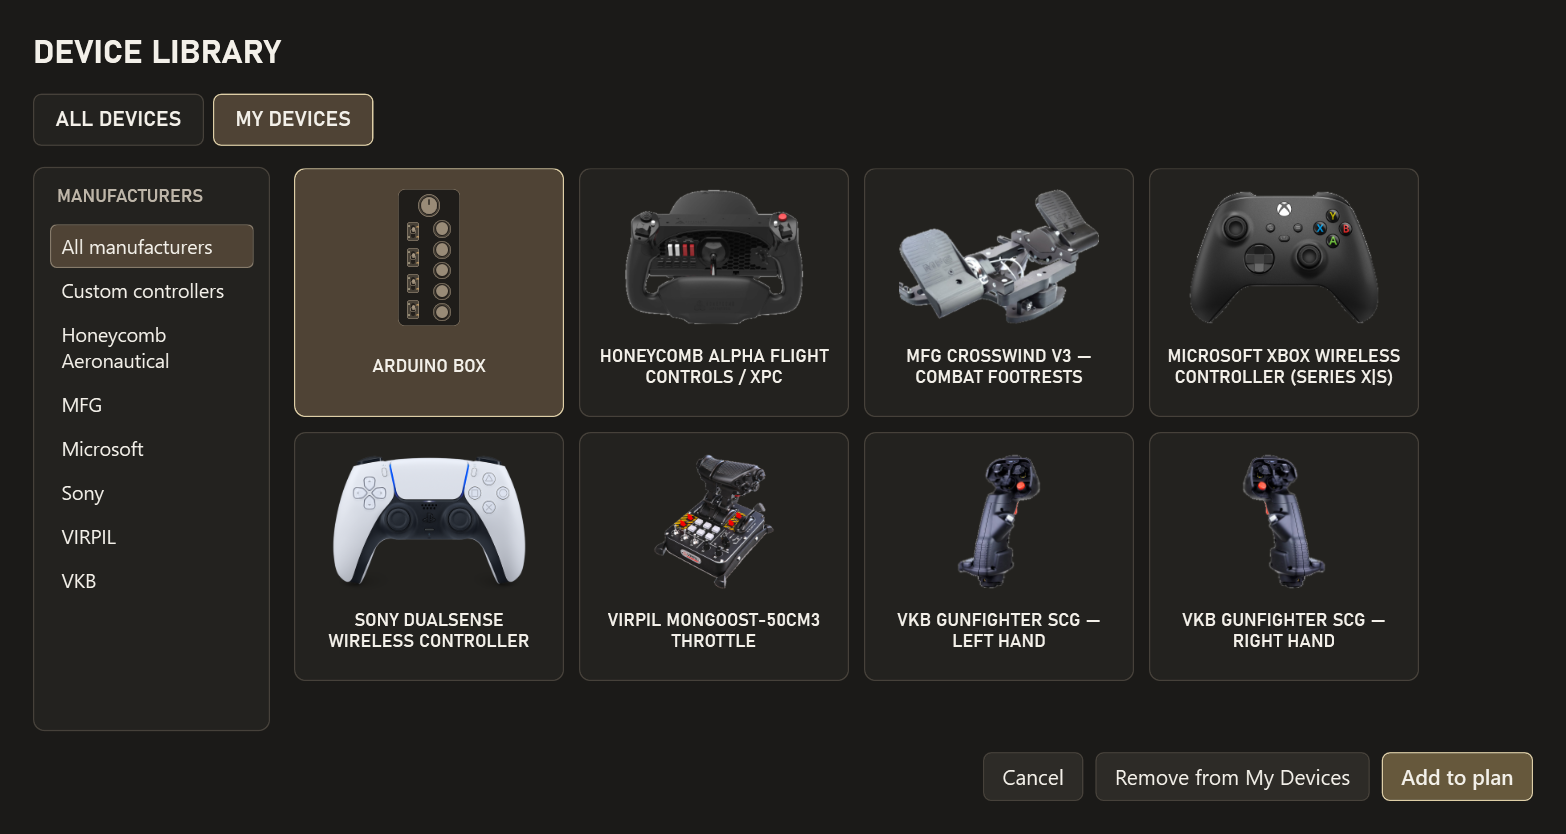 DEVICE LIBRARY
ALL DEVICES
MY DEVICES
MANUFACTURERS
All manufacturers
Custom controllers
Honeycomb
Aeronautical
MFG
Microsoft
Sony
VIRPIL
VKB
ARDUINO BOX
HONEYCOMB ALPHA FLIGHT
CONTROLS / XPC
MFG CROSSWIND V3 —
COMBAT FOOTRESTS
Y
X
B
A
MICROSOFT XBOX WIRELESS
CONTROLLER (SERIES X|S)
SONY DUALSENSE
WIRELESS CONTROLLER
VIRPIL MONGOOST-50CM3
THROTTLE
VKB GUNFIGHTER SCG —
LEFT HAND
VKB GUNFIGHTER SCG —
RIGHT HAND
Cancel
Remove from My Devices
Add to plan